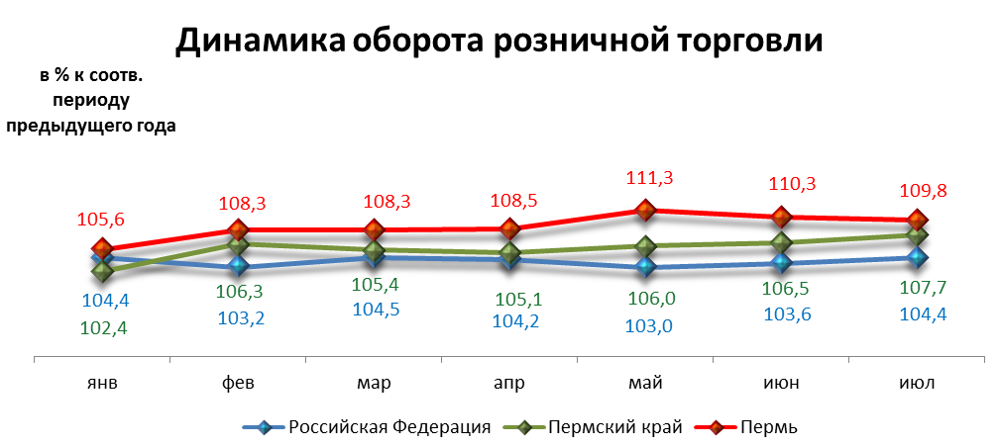 Динамика оборота розничной торговли
в % к соотв.
периоду
предыдущего года
105,6 108,3 108,3 108,5 111,3 110,3 109,8
104,4 106,3 105,4 105,1 106,0 106,5 107,7
102,4 103,2 104,5 104,2 103,0 103,6 104,4
янв фев мар апр май июн июл
Российская Федерация Пермский край Пермь